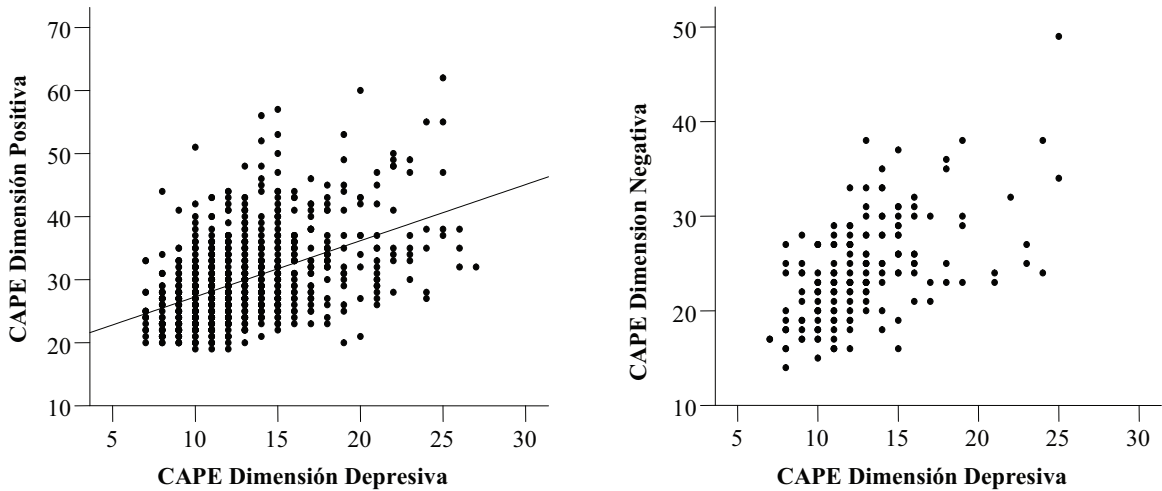 CAPE Dimensión Positiva
70
60
50
40
30
20
10
5 10 15 20 25 30
CAPE Dimensión Depresiva
CAPE Dimension Negativa
50
40
30
20
10
5 10 15 20 25 30
CAPE Dimensión Depresiva